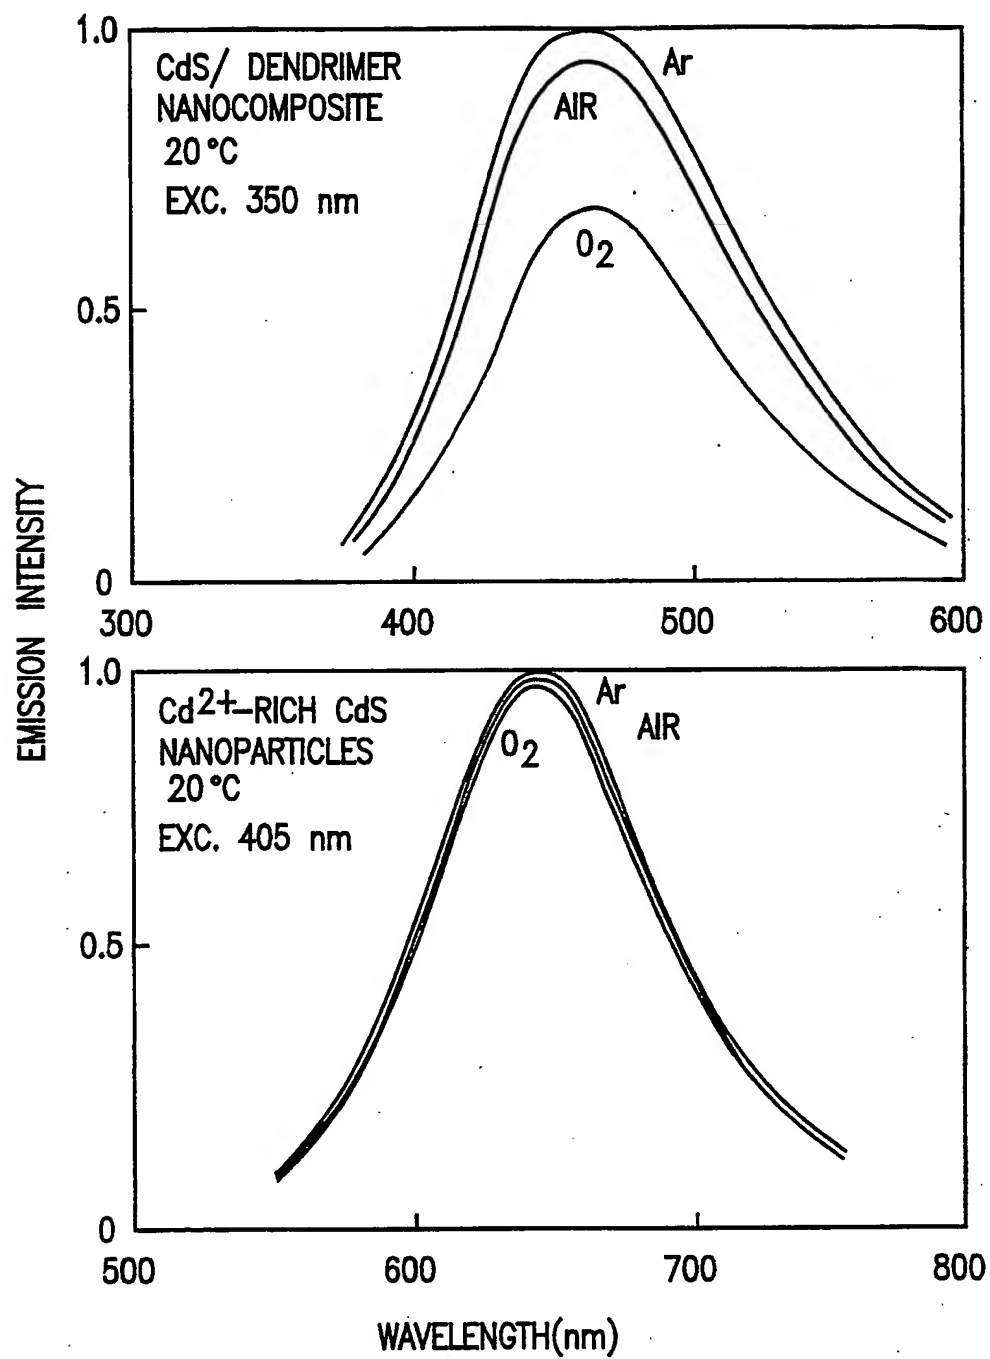 1.0
CdS/ DENDRIMER
NANOCOMPOSITE
20°C
EXC. 350 nm
Ar
AIR
O2
0.5
0
300 400 500 600
EMISSION INTENSITY
1.0
Cd2+-RICH CdS
NANOPARTICLES
20°C
EXC. 405 nm
Ar
AIR
O2
0.5
0
500 600 700 800
WAVELENGTH(nm)